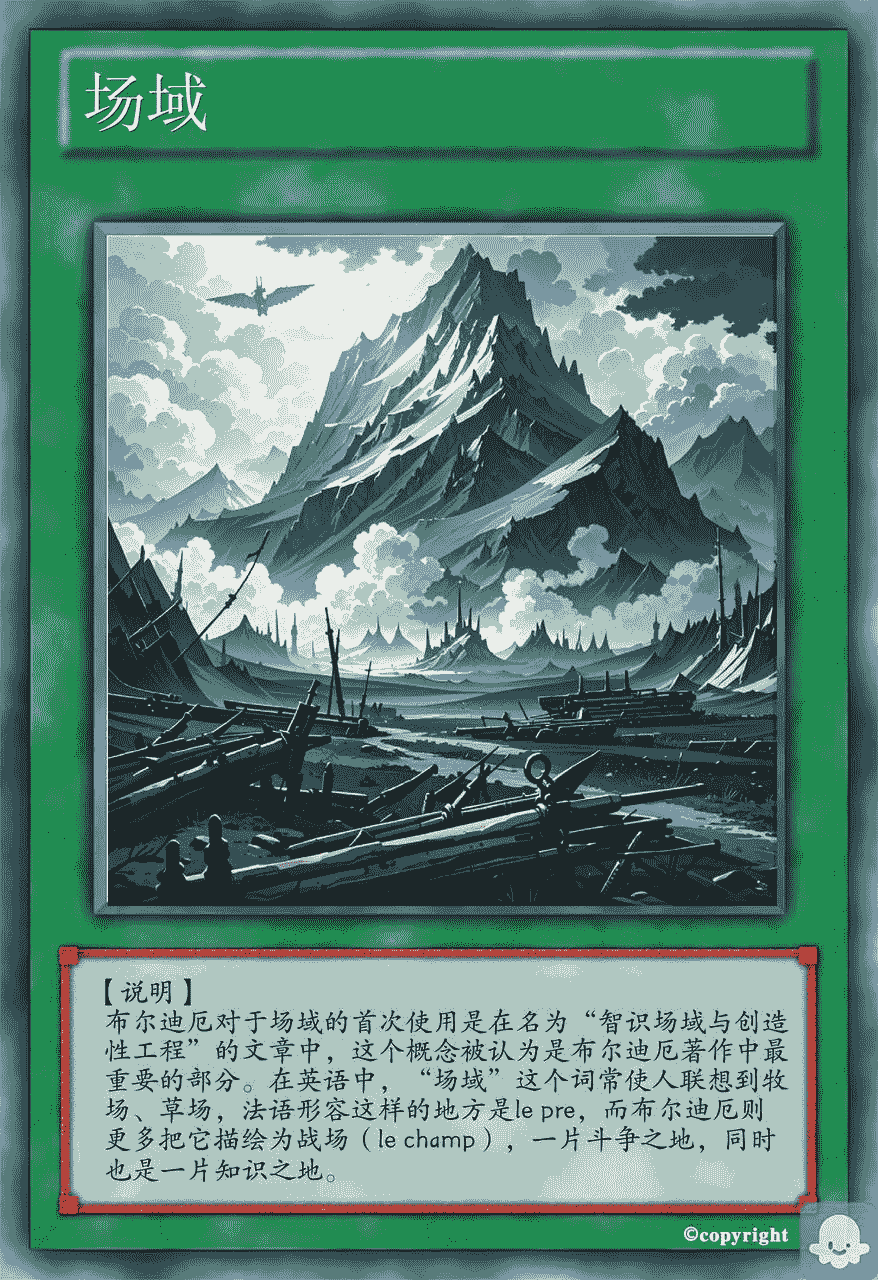 场域
【说明】
布尔迪厄对于场域的首次使用是在名为“智识场域与创造
性工程”的文章中，这个概念被认为是布尔迪厄著作中最
重要的部分。在英语中，“场域”这个词常使人联想到牧
场、草场，法语形容这样的地方是le pre，而布尔迪厄则
更多把它描绘为战场（le champ），一片斗争之地，同时
也是一片知识之地。
©copyright